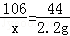 106/x = 44/2.2g